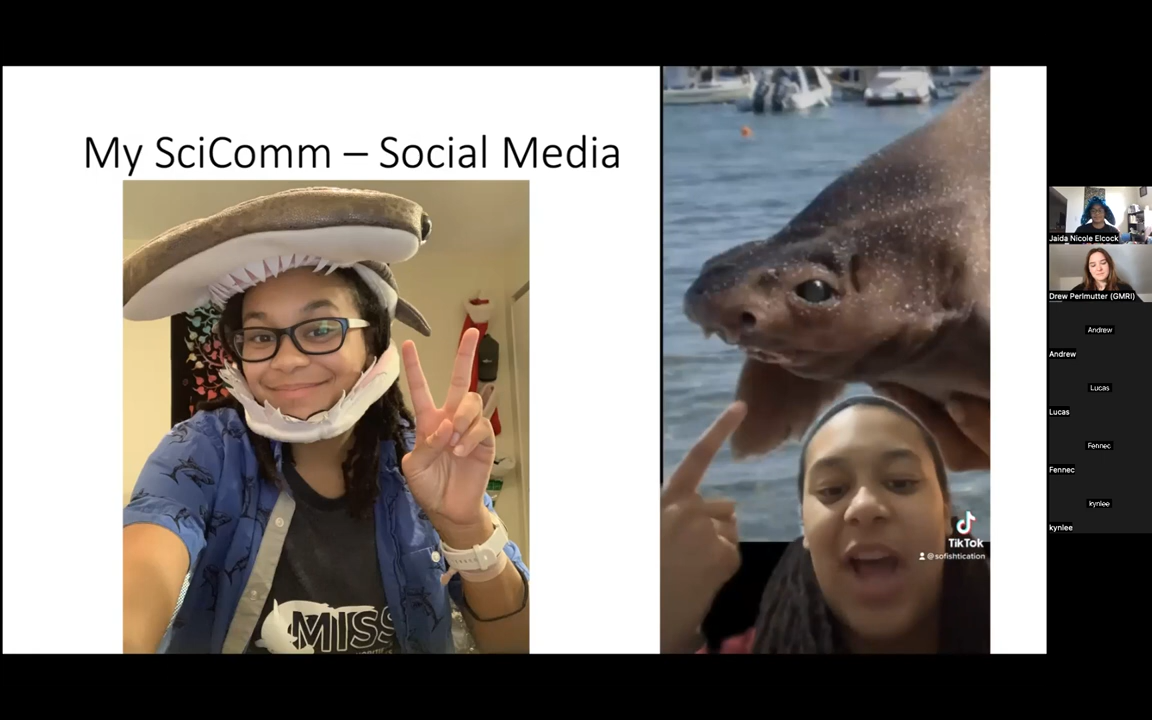 My SciComm – Social Media
MISS
TikTok
@sofishtication
Jaida Nicole Elcock
Drew Perlmutter (GMRI)
Andrew
Andrew
Lucas
Lucas
Fennec
Fennec
kynlee
kynlee